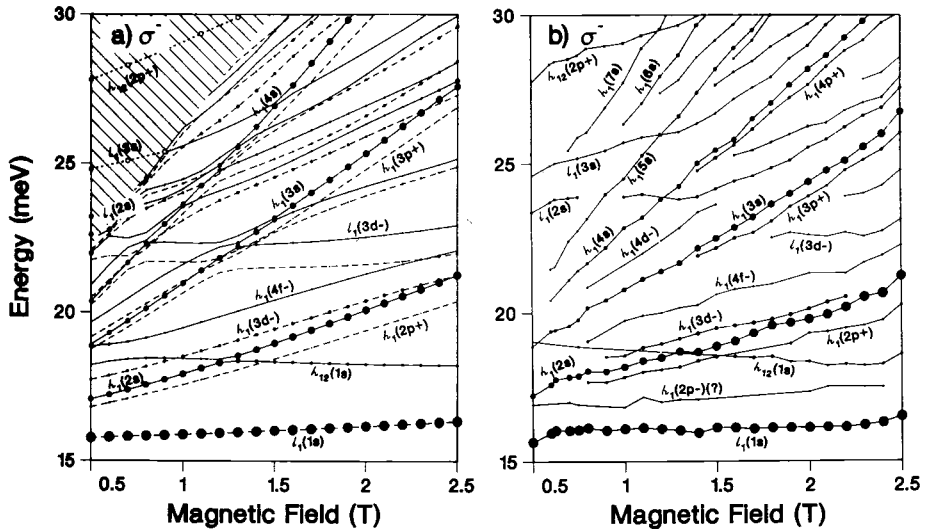 a) σ⁻
h₁₂(2p+)
h₁(4s)
l₁(3s)
l₁(2s)
h₁(3p+)
h₁(3s)
l₁(3d-)
h₁(4f-)
h₁(3d-)
h₁(2p+)
h₁(2s)
h₁₂(1s)
l₁(1s)
30
25
20
15
Energy (meV)
0.5 1 1.5 2 2.5
Magnetic Field (T)
b) σ⁻
h₁₂(2p+)
h₁(7s)
h₁(6s)
h₁(4p+)
l₁(3s)
h₁(5s)
l₁(2s)
h₁(4s)
h₁(4d-)
h₁(3s)
h₁(3p+)
l₁(3d-)
h₁(4f-)
h₁(3d-)
h₁(2p+)
h₁(2s)
h₁₂(1s)
h₁(2p-)(?)
l₁(1s)
30
25
20
15
0.5 1 1.5 2 2.5
Magnetic Field (T)